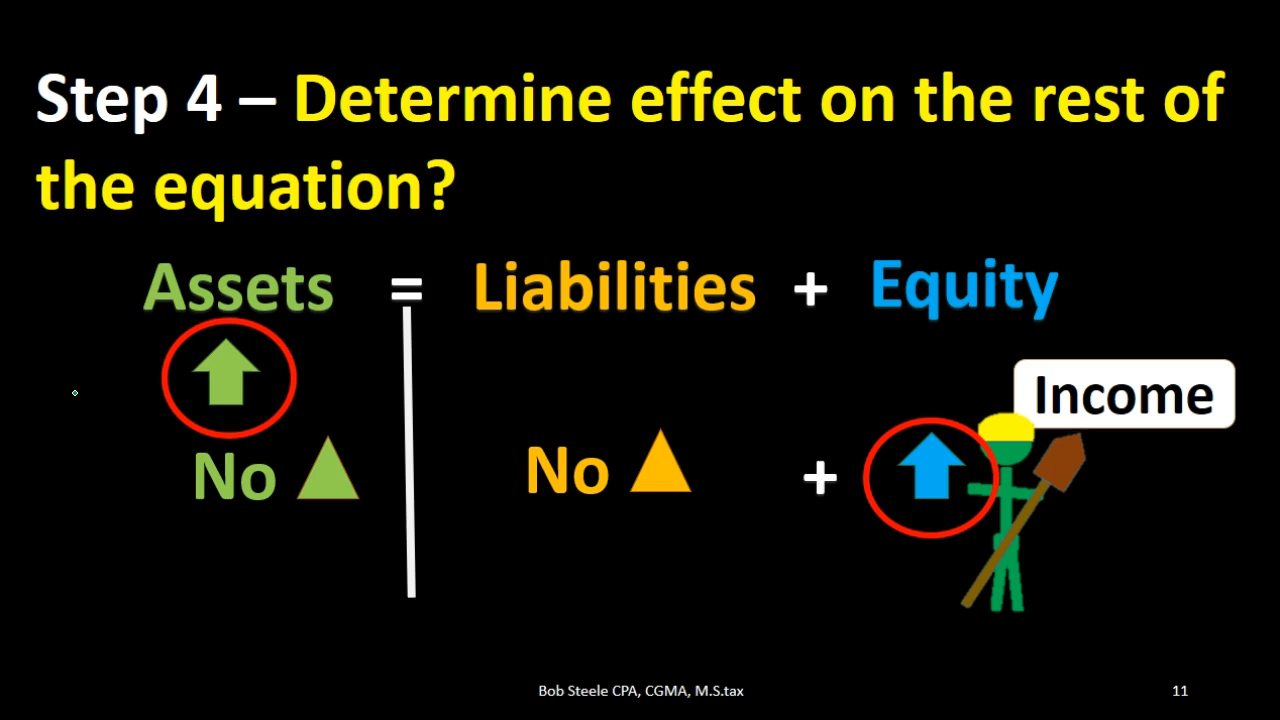 Step 4 – Determine effect on the rest of
the equation?
Assets = Liabilities + Equity
Income
No No +
Bob Steele CPA, CGMA, M.S.tax 11